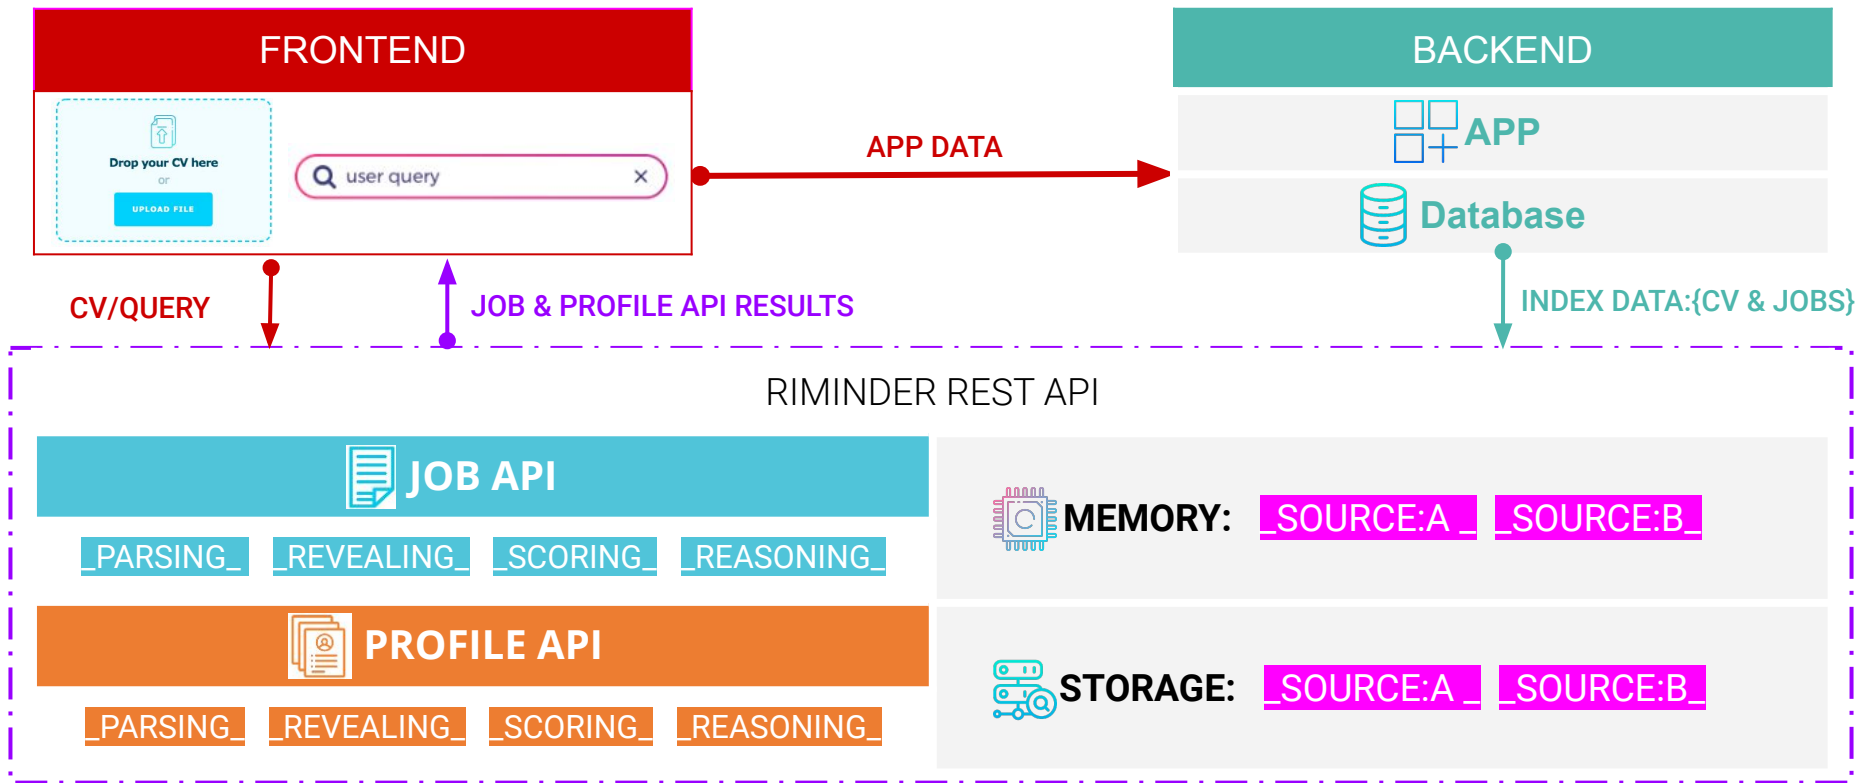 FRONTEND
BACKEND
Drop your CV here
or
UPLOAD FILE
user query
APP DATA
APP
Database
CV/QUERY
JOB & PROFILE API RESULTS
INDEX DATA:{CV & JOBS}
RIMINDER REST API
JOB API
_PARSING_ _REVEALING_ _SCORING_ _REASONING_
MEMORY: _SOURCE:A _ _SOURCE:B_
PROFILE API
_PARSING_ _REVEALING_ _SCORING_ _REASONING_
STORAGE: _SOURCE:A _ _SOURCE:B_